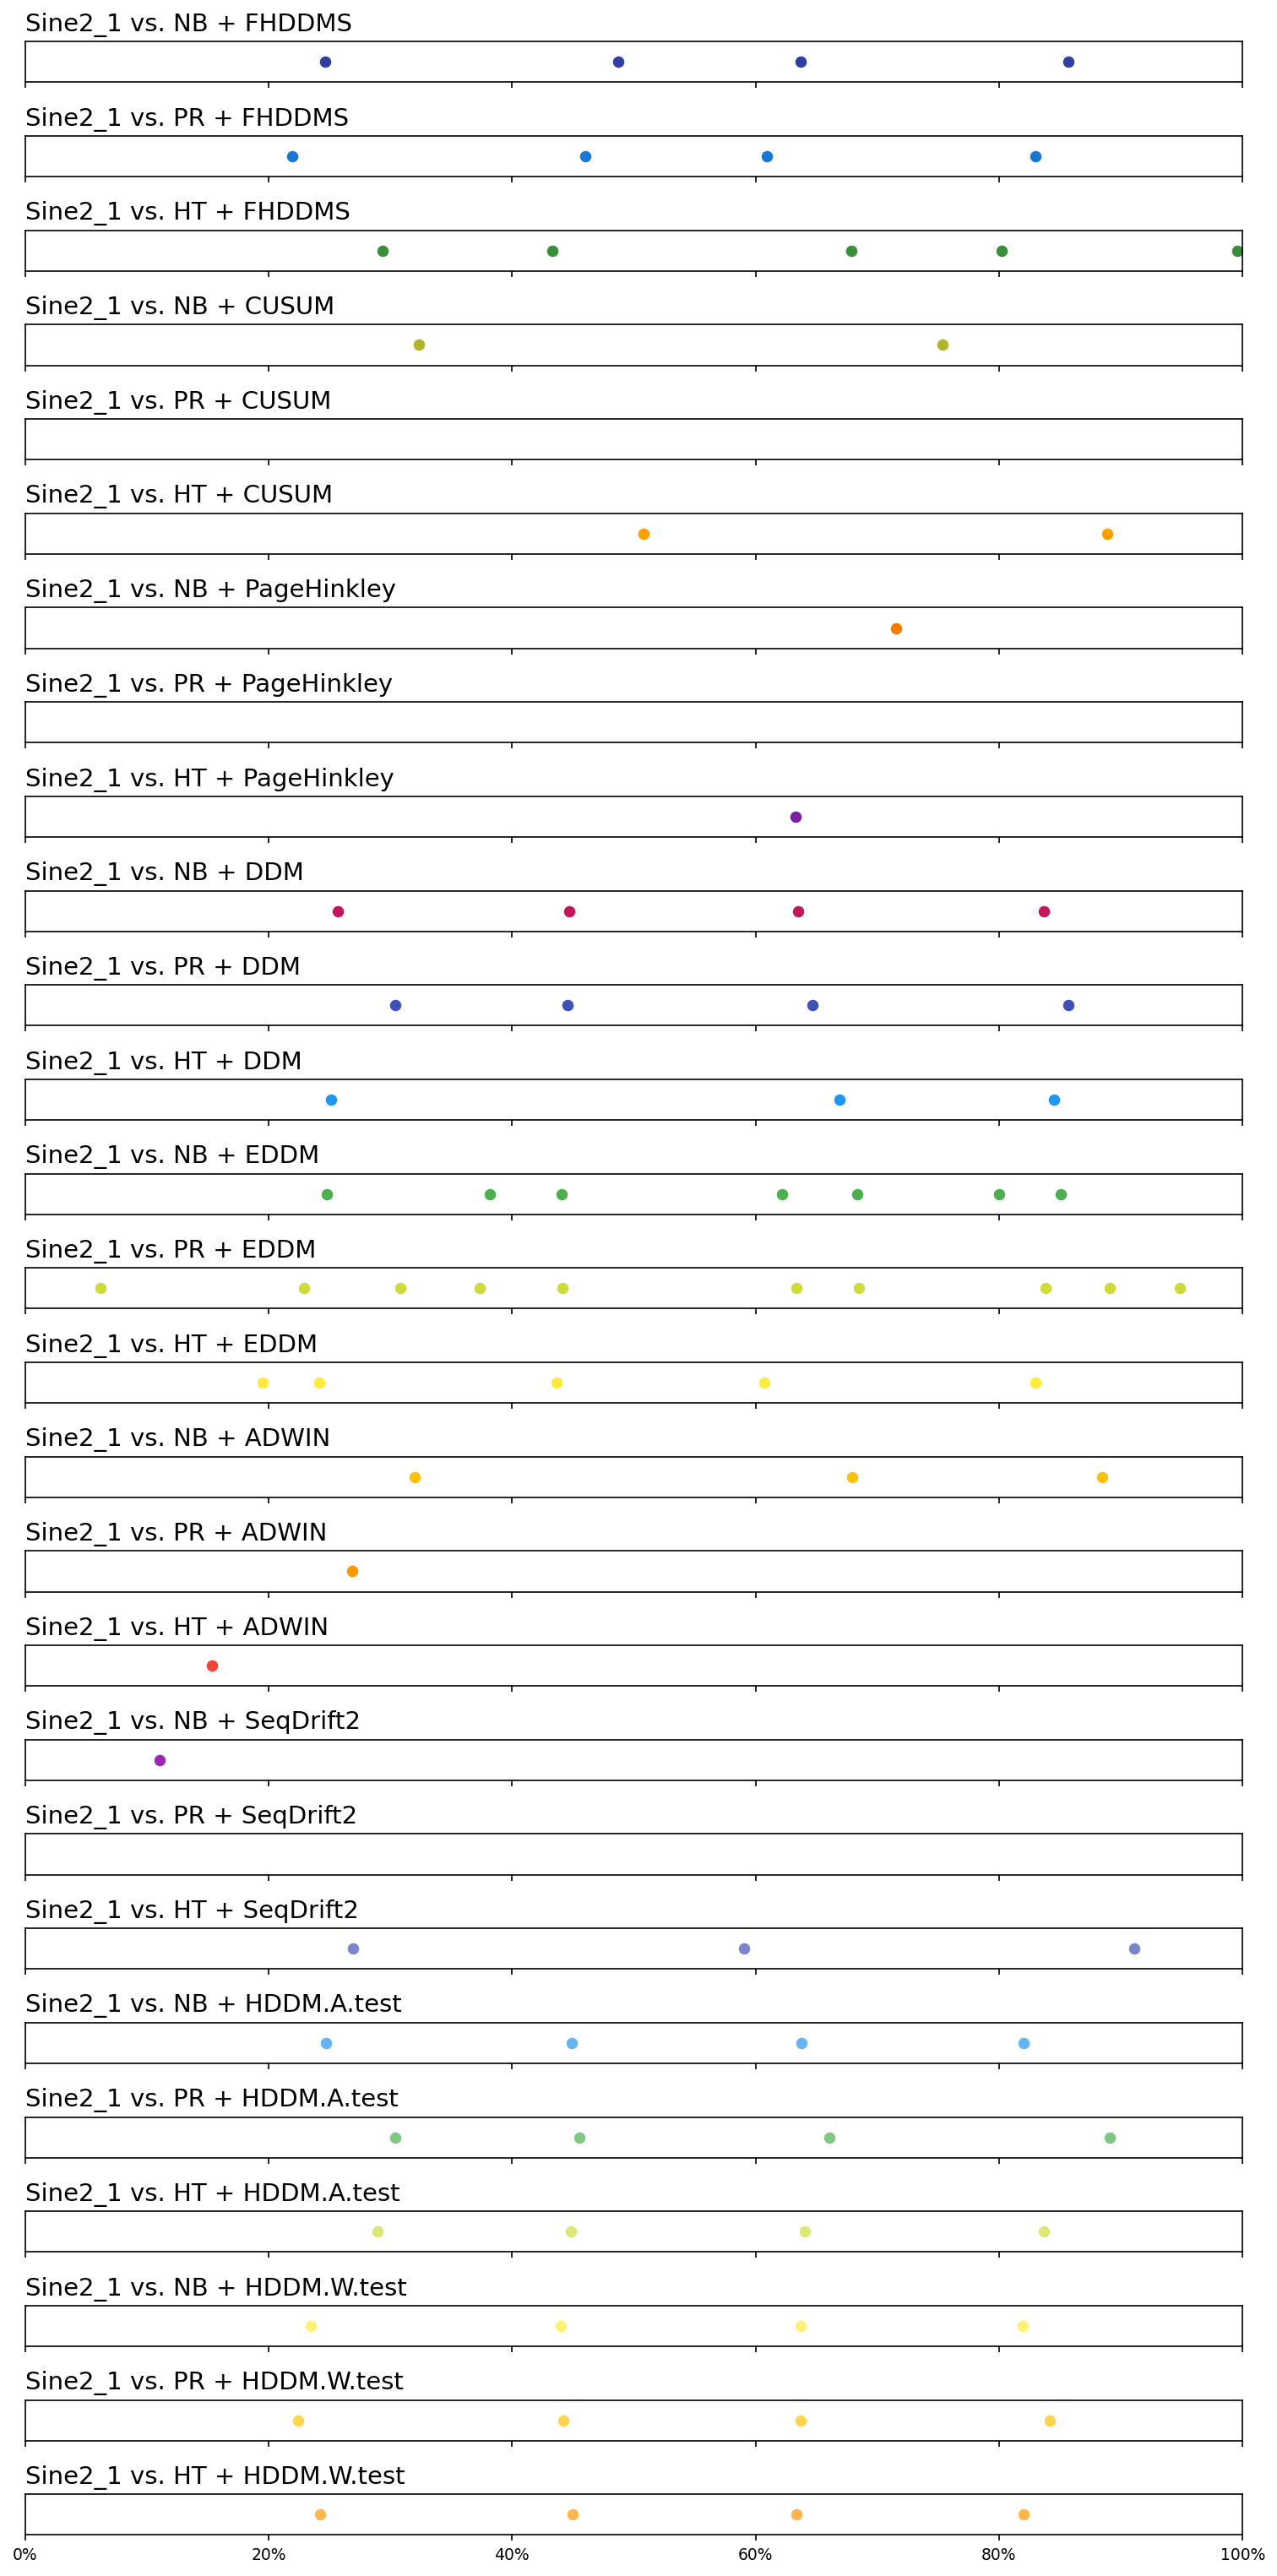 Sine2_1 vs. NB + FHDDMS
Sine2_1 vs. PR + FHDDMS
Sine2_1 vs. HT + FHDDMS
Sine2_1 vs. NB + CUSUM
Sine2_1 vs. PR + CUSUM
Sine2_1 vs. HT + CUSUM
Sine2_1 vs. NB + PageHinkley
Sine2_1 vs. PR + PageHinkley
Sine2_1 vs. HT + PageHinkley
Sine2_1 vs. NB + DDM
Sine2_1 vs. PR + DDM
Sine2_1 vs. HT + DDM
Sine2_1 vs. NB + EDDM
Sine2_1 vs. PR + EDDM
Sine2_1 vs. HT + EDDM
Sine2_1 vs. NB + ADWIN
Sine2_1 vs. PR + ADWIN
Sine2_1 vs. HT + ADWIN
Sine2_1 vs. NB + SeqDrift2
Sine2_1 vs. PR + SeqDrift2
Sine2_1 vs. HT + SeqDrift2
Sine2_1 vs. NB + HDDM.A.test
Sine2_1 vs. PR + HDDM.A.test
Sine2_1 vs. HT + HDDM.A.test
Sine2_1 vs. NB + HDDM.W.test
Sine2_1 vs. PR + HDDM.W.test
Sine2_1 vs. HT + HDDM.W.test
0% 20% 40% 60% 80% 100%